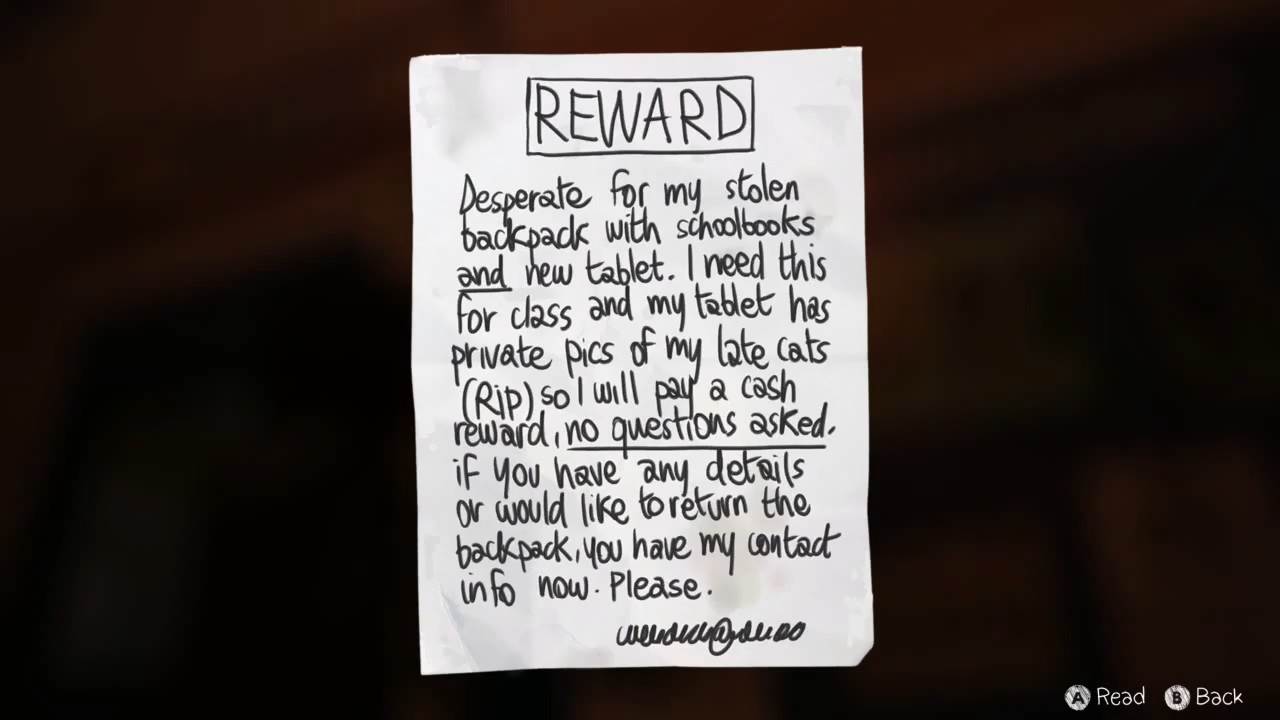 REWARD
Desperate for my stolen
backpack with schoolbooks
and new tablet. I need this
for class and my tablet has
private pics of my late cats
(Rip) so I will pay a cash
reward, no questions asked.
if you have any details
or would like to return the
backpack, you have my contact
info now. Please.
A Read B Back